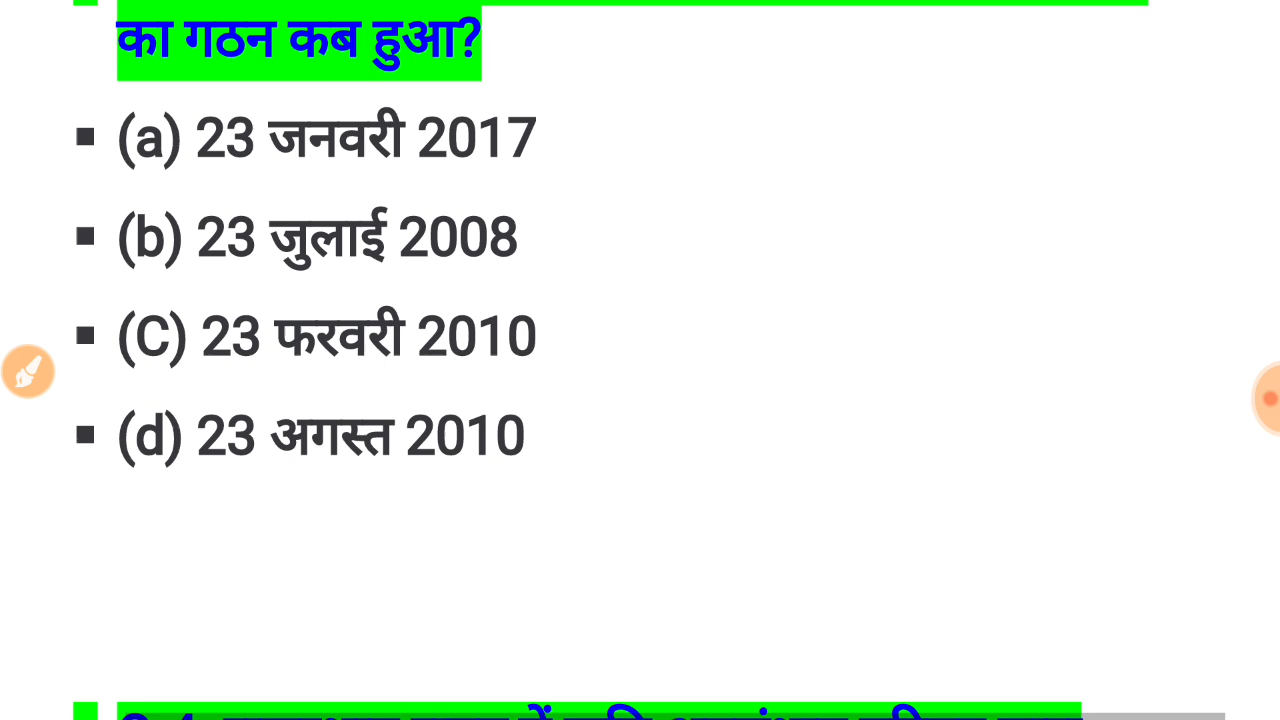 का गठन कब हुआ?
▪ (a) 23 जनवरी 2017
▪ (b) 23 जुलाई 2008
▪ (C) 23 फरवरी 2010
▪ (d) 23 अगस्त 2010